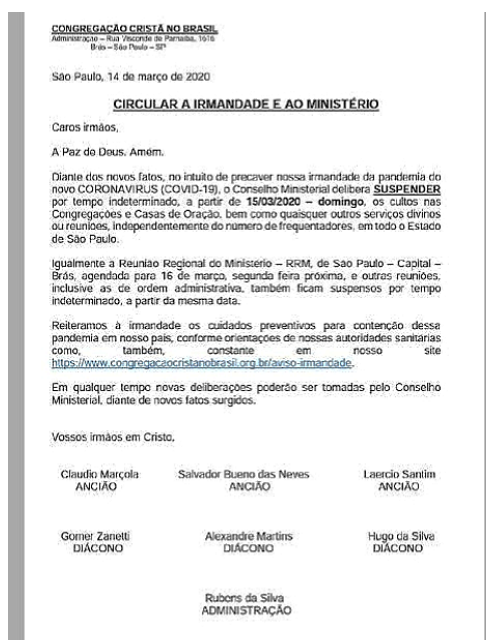 CONGREGAÇÃO CRISTÃ NO BRASIL
Administração – Rua Visconde de Parnaíba, 1616
Brás – São Paulo – SP
São Paulo, 14 de março de 2020
CIRCULAR A IRMANDADE E AO MINISTÉRIO
Caros irmãos,
A Paz de Deus. Amém.
Diante dos novos fatos, no intuito de precaver nossa irmandade da pandemia do
novo CORONAVIRUS (COVID-19), o Conselho Ministerial delibera SUSPENDER
por tempo indeterminado, a partir de 15/03/2020 – domingo, os cultos nas
Congregações e Casas de Oração, bem como quaisquer outros serviços divinos
ou reuniões, independentemente do número de frequentadores, em todo o Estado
de São Paulo.
Igualmente a Reunião Regional do Ministério – RRM, de São Paulo – Capital –
Brás, agendada para 16 de março, segunda feira próxima, e outras reuniões,
inclusive as de ordem administrativa, também ficam suspensos por tempo
indeterminado, a partir da mesma data.
Reiteramos à irmandade os cuidados preventivos para contenção dessa
pandemia em nosso país, conforme orientações de nossas autoridades sanitárias
como, também, constante em nosso site
https://www.congregacaocristanobrasil.org.br/aviso-irmandade.
Em qualquer tempo novas deliberações poderão ser tomadas pelo Conselho
Ministerial, diante de novos fatos surgidos.
Vossos irmãos em Cristo,
Claudio Marçola Salvador Bueno das Neves Laercio Santim
ANCIÃO ANCIÃO ANCIÃO
Gomer Zanetti Alexandre Martins Hugo da Silva
DIÁCONO DIÁCONO DIÁCONO
Rubens da Silva
ADMINISTRAÇÃO